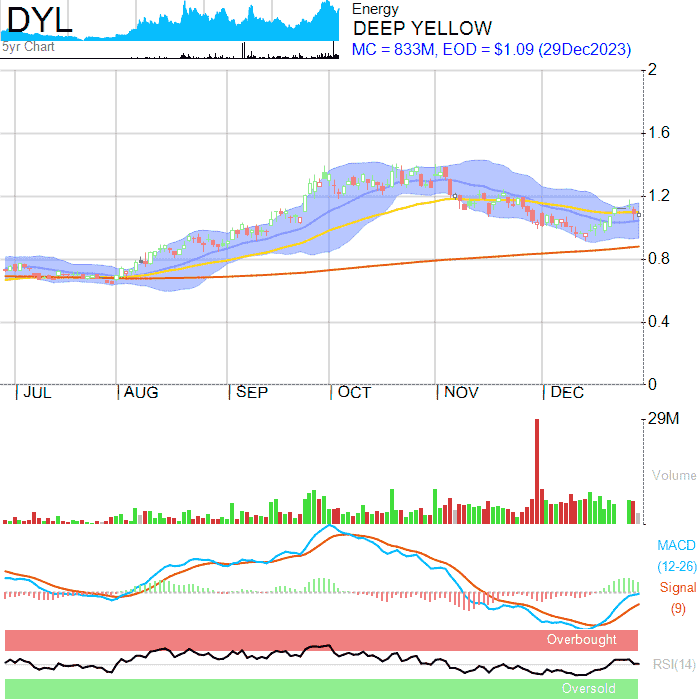 DYL
5yr Chart
Energy
DEEP YELLOW
MC = 833M, EOD = $1.09 (29Dec2023)
2
1.6
1.2
0.8
0.4
0
JUL
AUG
SEP
OCT
NOV
DEC
29M
Volume
MACD
(12-26)
Signal
(9)
Overbought
RSI(14)
Oversold